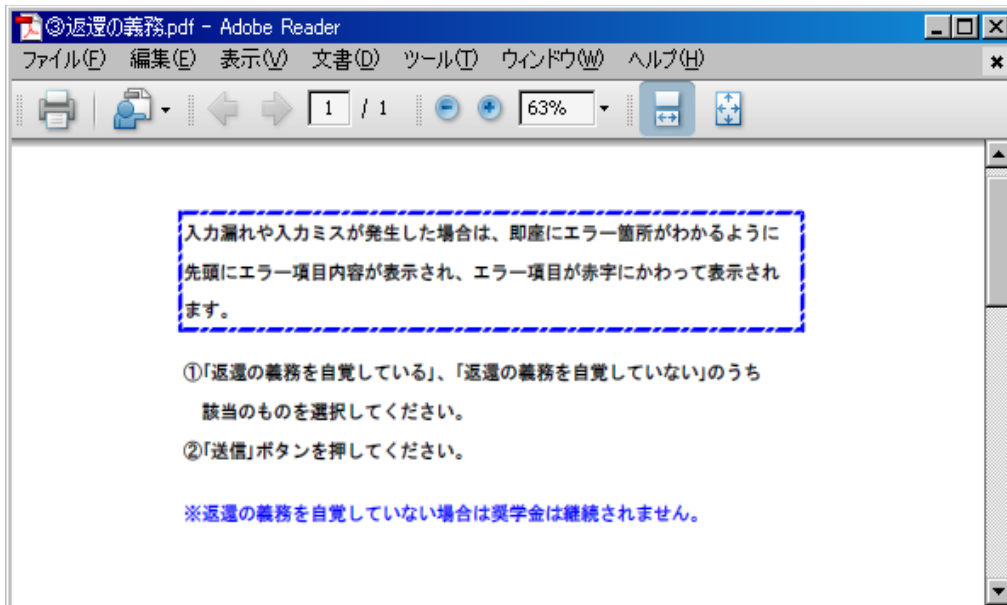 ③返還の義務.pdf - Adobe Reader
ファイル(F) 編集(E) 表示(V) 文書(D) ツール(T) ウィンドウ(W) ヘルプ(H)
1 / 1 63%
入力漏れや入力ミスが発生した場合は、即座にエラー箇所がわかるように
先頭にエラー項目内容が表示され、エラー項目が赤字にかわって表示され
ます。
①「返還の義務を自覚している」、「返還の義務を自覚していない」のうち
該当のものを選択してください。
②「送信」ボタンを押してください。
※返還の義務を自覚していない場合は奨学金は継続されません。